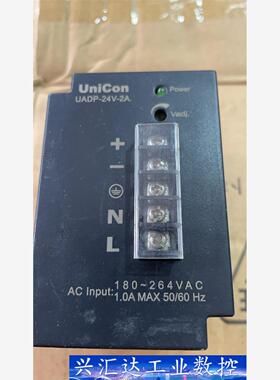 UniCon
UADP-24V-2A.
Power
Vadj.
+
−
N
L
AC Input: 180~264VAC
1.0A MAX 50/60 Hz
兴汇达工业数控